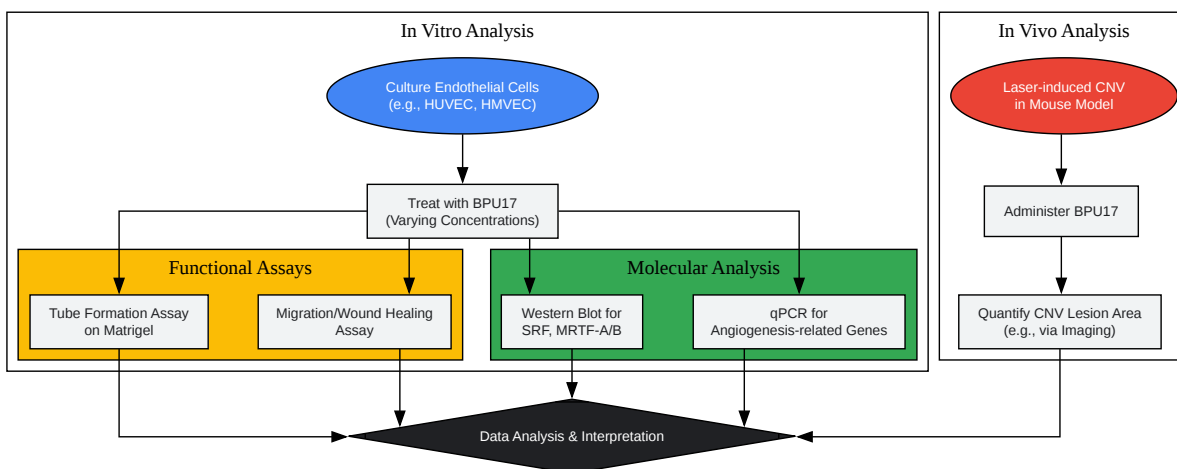 In Vitro Analysis
Culture Endothelial Cells
(e.g., HUVEC, HMVEC)
Treat with BPU17
(Varying Concentrations)
Functional Assays
Tube Formation Assay
on Matrigel
Migration/Wound Healing
Assay
Molecular Analysis
Western Blot for
SRF, MRTF-A/B
qPCR for
Angiogenesis-related Genes
In Vivo Analysis
Laser-induced CNV
in Mouse Model
Administer BPU17
Quantify CNV Lesion Area
(e.g., via Imaging)
Data Analysis & Interpretation